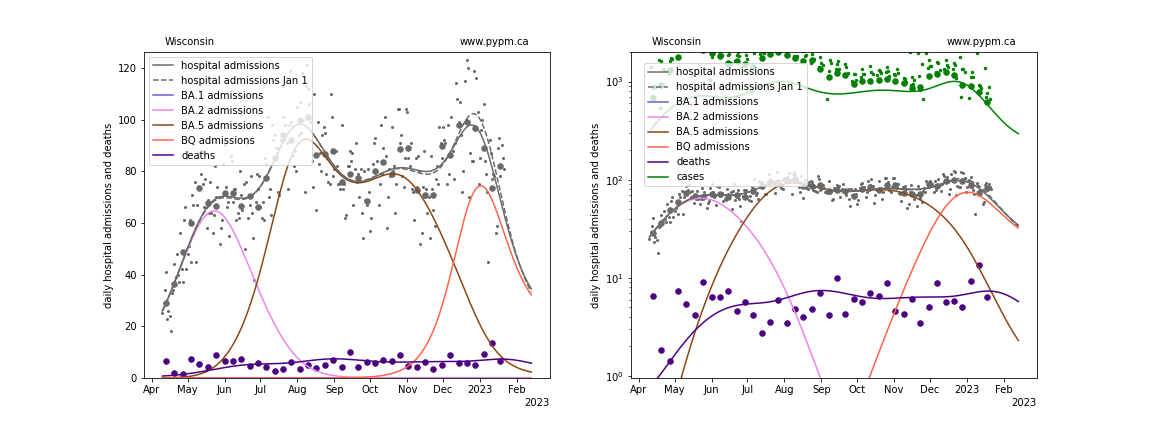 Wisconsin www.pypm.ca
hospital admissions
hospital admissions Jan 1
BA.1 admissions
BA.2 admissions
BA.5 admissions
BQ admissions
deaths
daily hospital admissions and deaths
120
100
80
60
40
20
0
Apr May Jun Jul Aug Sep Oct Nov Dec 2023 Feb
2023
Wisconsin www.pypm.ca
hospital admissions
hospital admissions Jan 1
BA.1 admissions
BA.2 admissions
BA.5 admissions
BQ admissions
deaths
cases
daily hospital admissions and deaths
10³
10²
10¹
10⁰
Apr May Jun Jul Aug Sep Oct Nov Dec 2023 Feb
2023